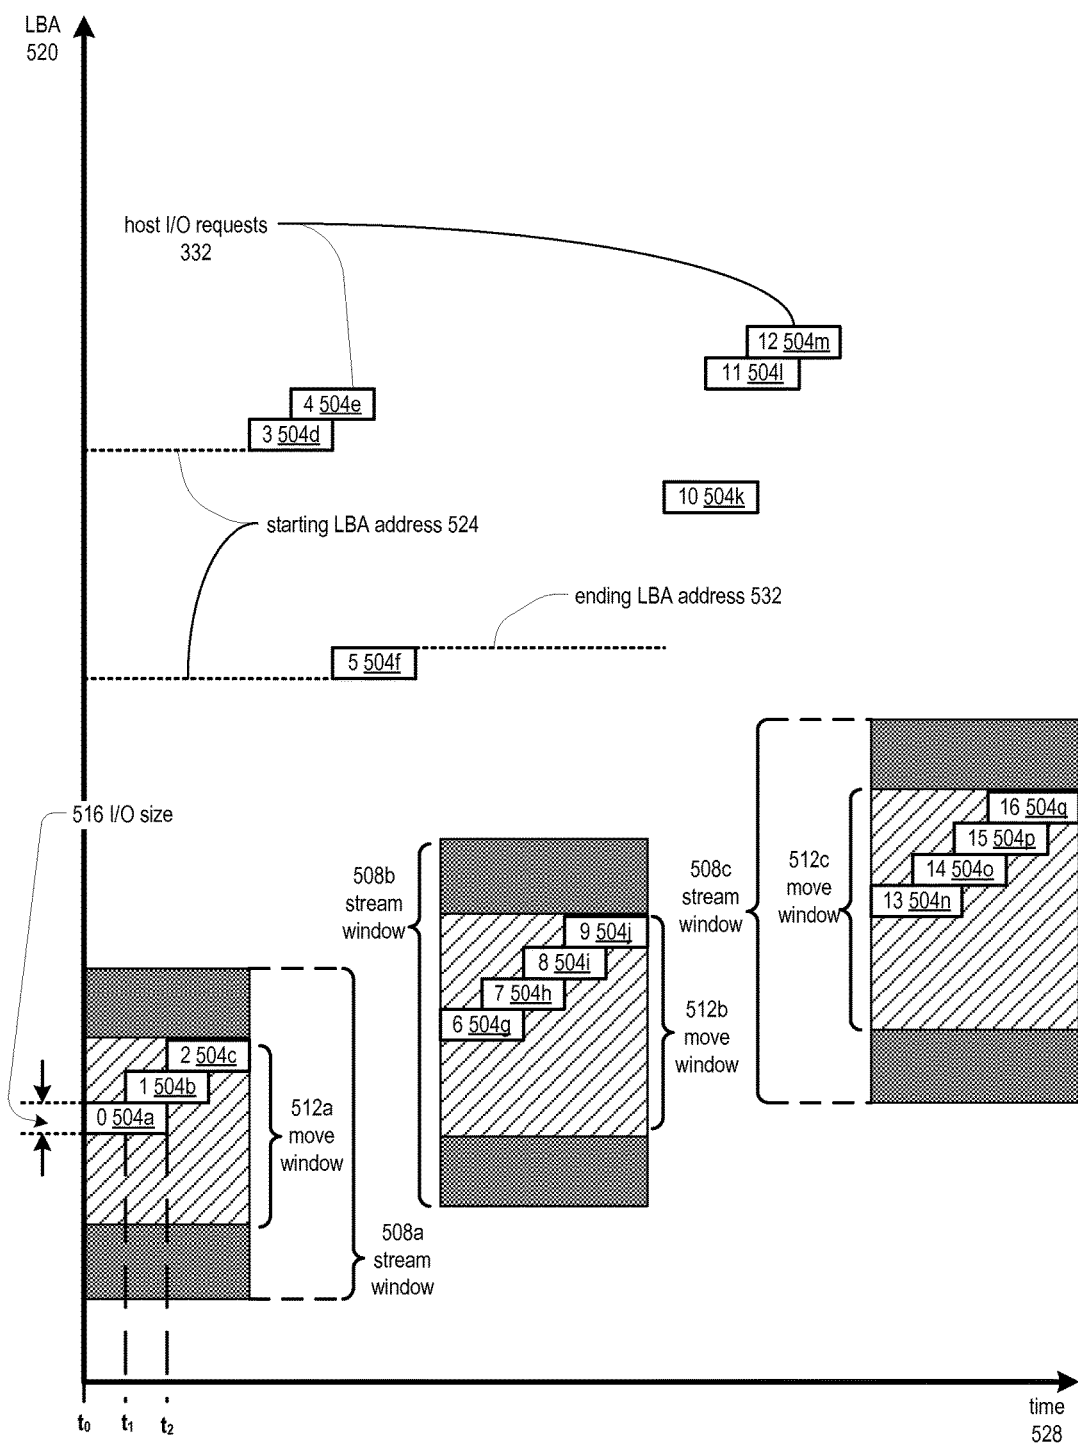 LBA
520
host I/O requests
332
12 504m
11 504l
4 504e
3 504d
10 504k
starting LBA address 524
ending LBA address 532
5 504f
516 I/O size
16 504q
15 504p
14 504o
13 504n
512c
move
window
508c
stream
window
508b
stream
window
9 504j
8 504i
7 504h
6 504g
512b
move
window
2 504c
1 504b
0 504a
512a
move
window
508a
stream
window
t0
t1
t2
time
528